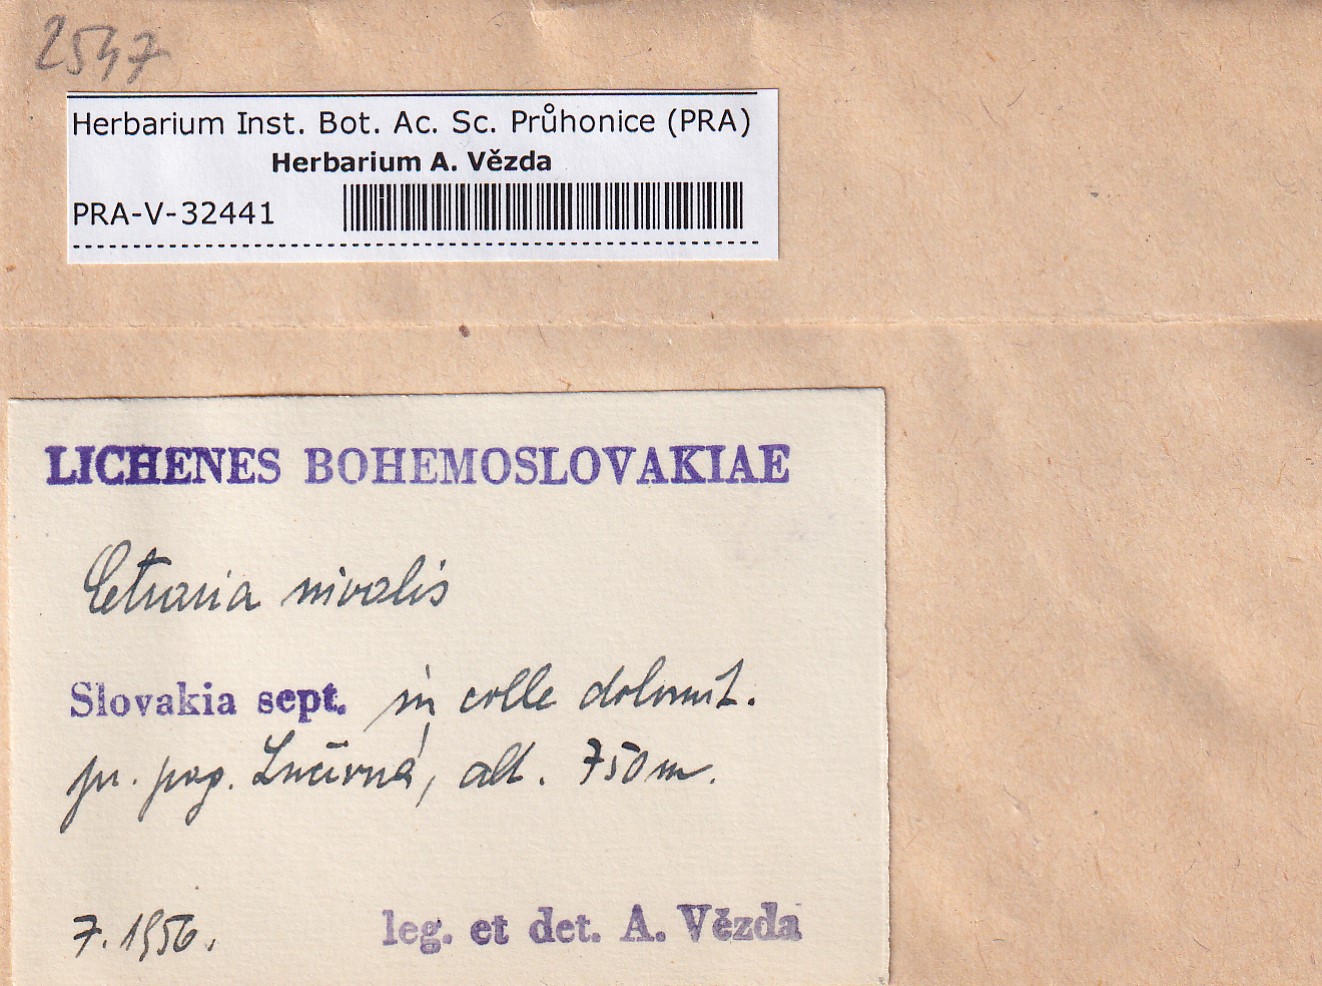 2547
Herbarium Inst. Bot. Ac. Sc. Průhonice (PRA)
Herbarium A. Vězda
PRA-V-32441
LICHENES BOHEMOSLOVAKIAE
Cetraria nivalis
Slovakia sept. in colle dolomit.
pr. pag. Lučivná, alt. 750 m.
7. 1956.
leg. et det. A. Vězda